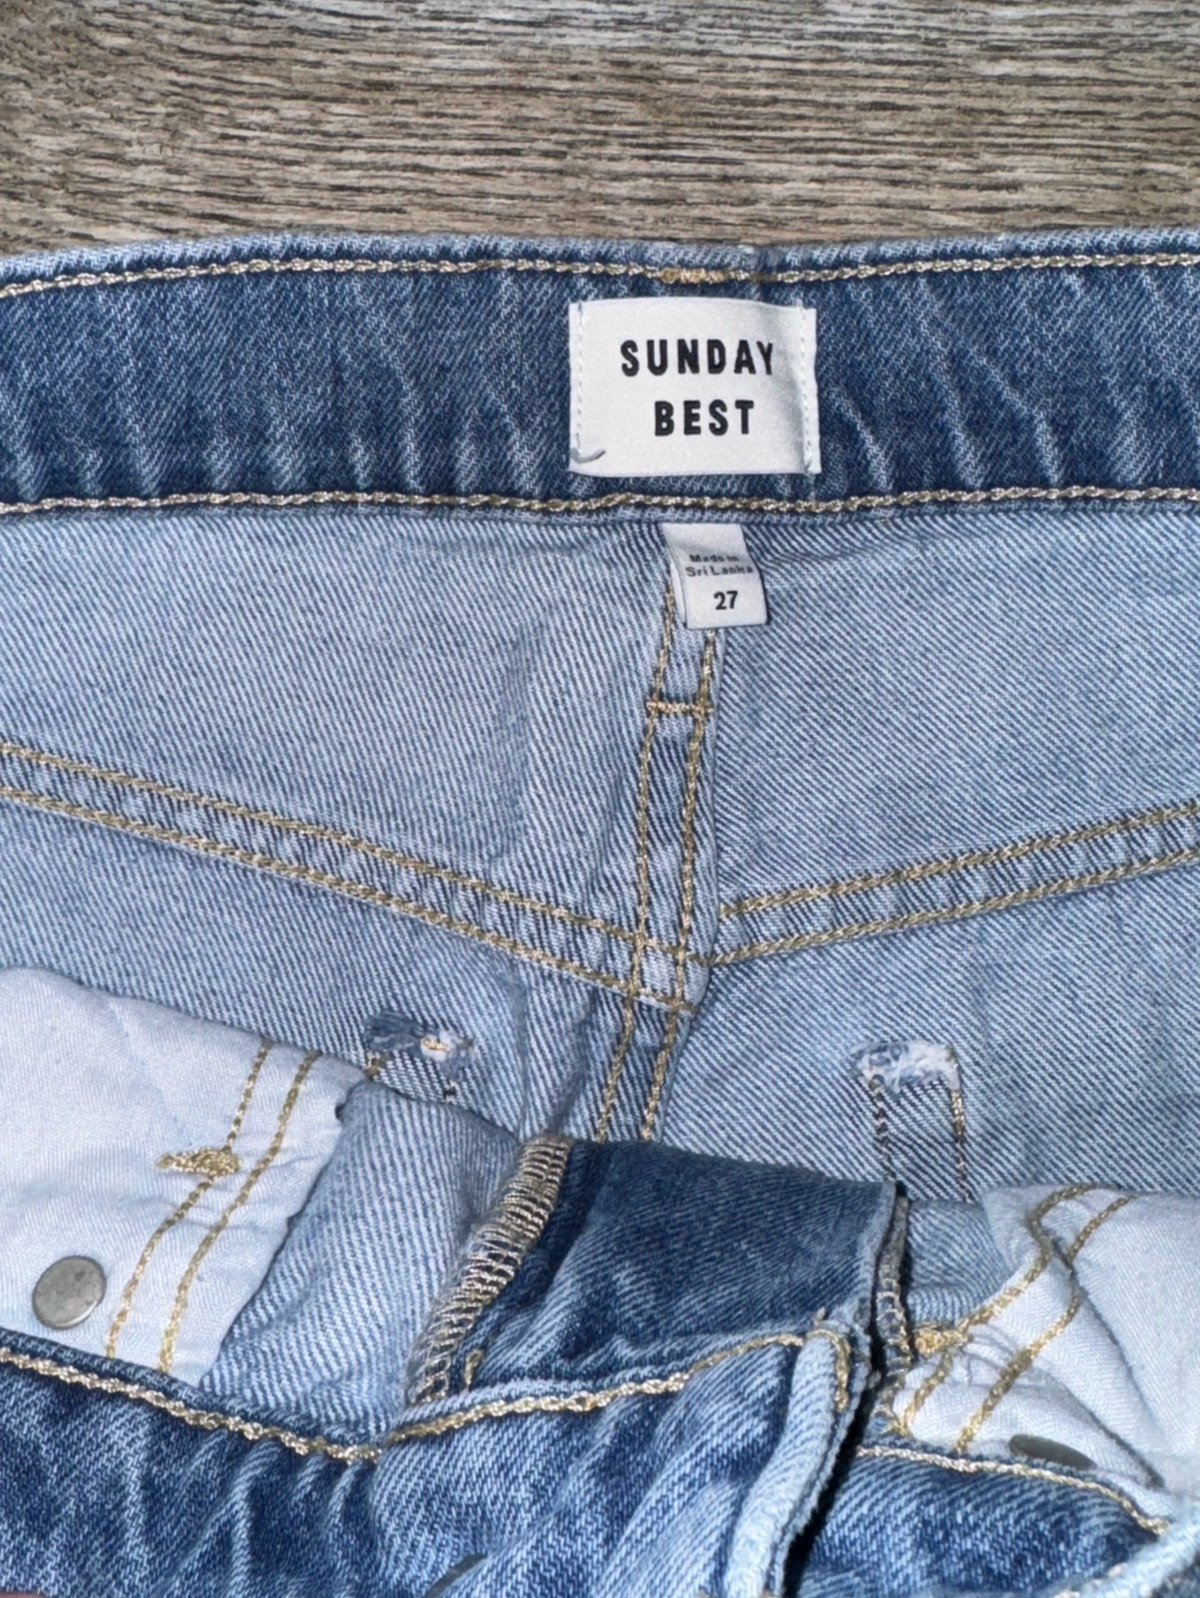 SUNDAY
BEST
Made in
Sri Lanka
27